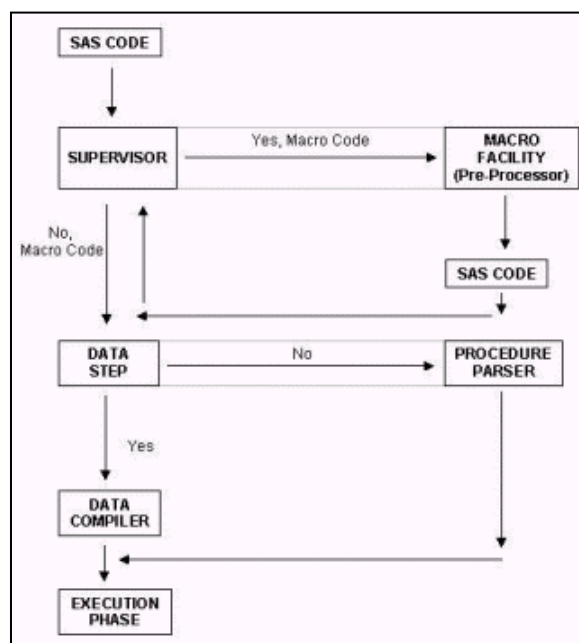 SAS CODE
SUPERVISOR
Yes, Macro Code
MACRO
FACILITY
(Pre-Processor)
No,
Macro Code
SAS CODE
DATA
STEP
No
PROCEDURE
PARSER
Yes
DATA
COMPILER
EXECUTION
PHASE